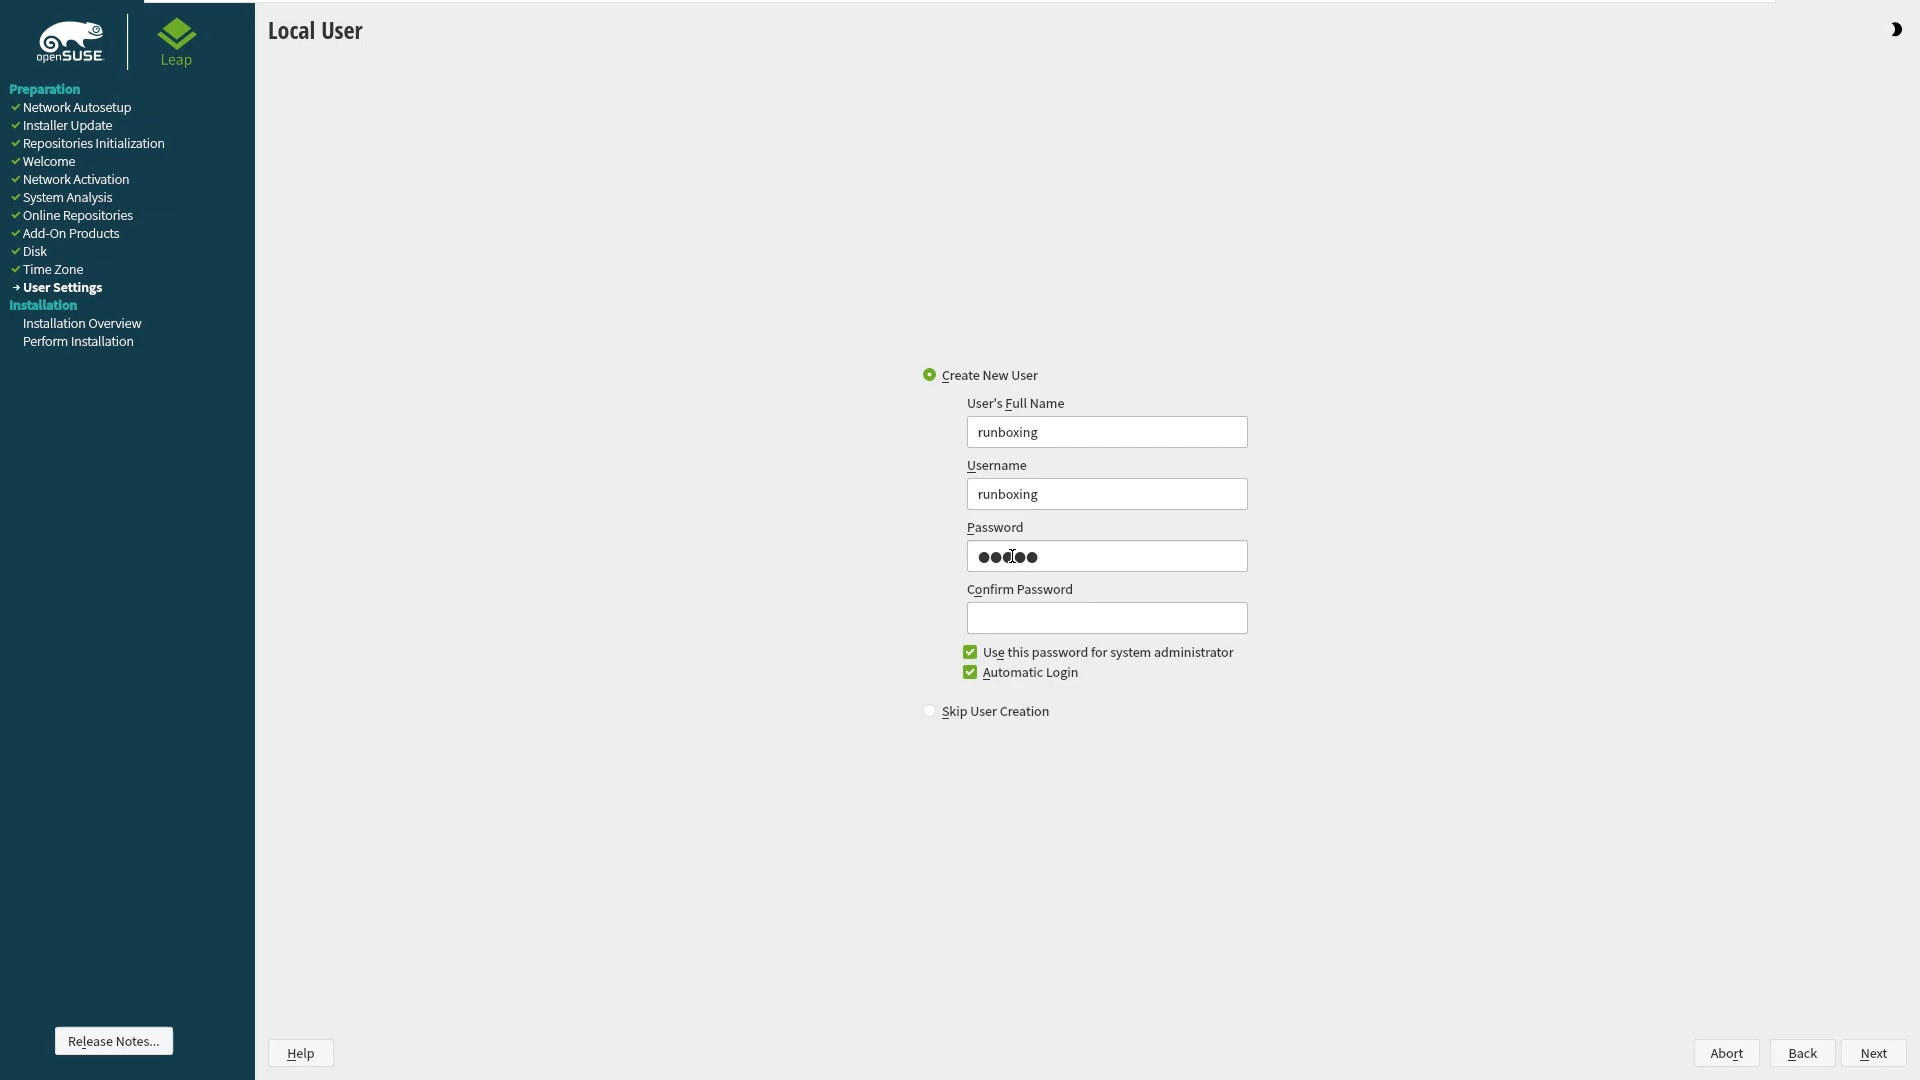 openSUSE
Leap
Preparation
Network Autosetup
Installer Update
Repositories Initialization
Welcome
Network Activation
System Analysis
Online Repositories
Add-On Products
Disk
Time Zone
User Settings
Installation
Installation Overview
Perform Installation
Release Notes...
Local User
Create New User
User's Full Name
runboxing
Username
runboxing
Password
●●●●●
Confirm Password
Use this password for system administrator
Automatic Login
Skip User Creation
Help
Abort
Back
Next